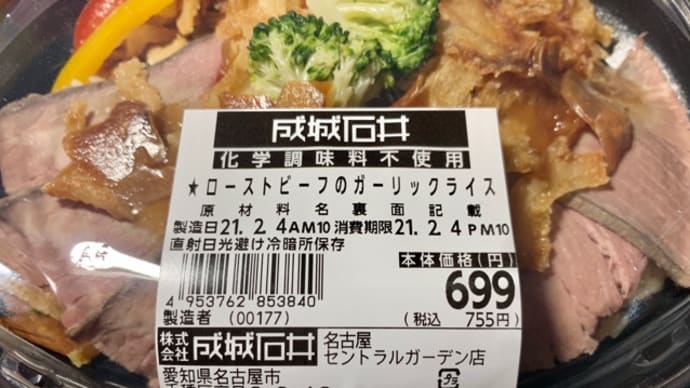 成城石井
化学調味料不使用
★ローストビーフのガーリックライス
原材料名裏面記載
製造日21. 2. 4AM10 消費期限21. 2. 4 PM10
直射日光避け冷暗所保存
本体価格(円)
699
4 953762 853840
(税込 755円)
製造者 (00177)
株式会社 成城石井 名古屋セントラルガーデン店
愛知県名古屋市
プラ